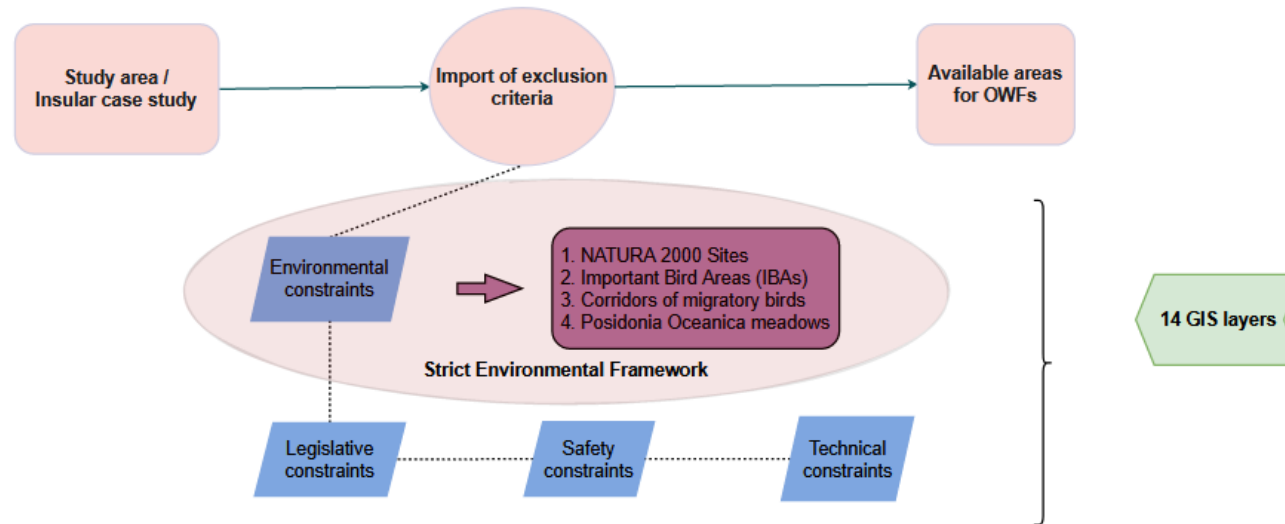 Study area /
Insular case study
Import of exclusion
criteria
Available areas
for OWFs
Environmental
constraints
1. NATURA 2000 Sites
2. Important Bird Areas (IBAs)
3. Corridors of migratory birds
4. Posidonia Oceanica meadows
Strict Environmental Framework
14 GIS layers
Legislative
constraints
Safety
constraints
Technical
constraints